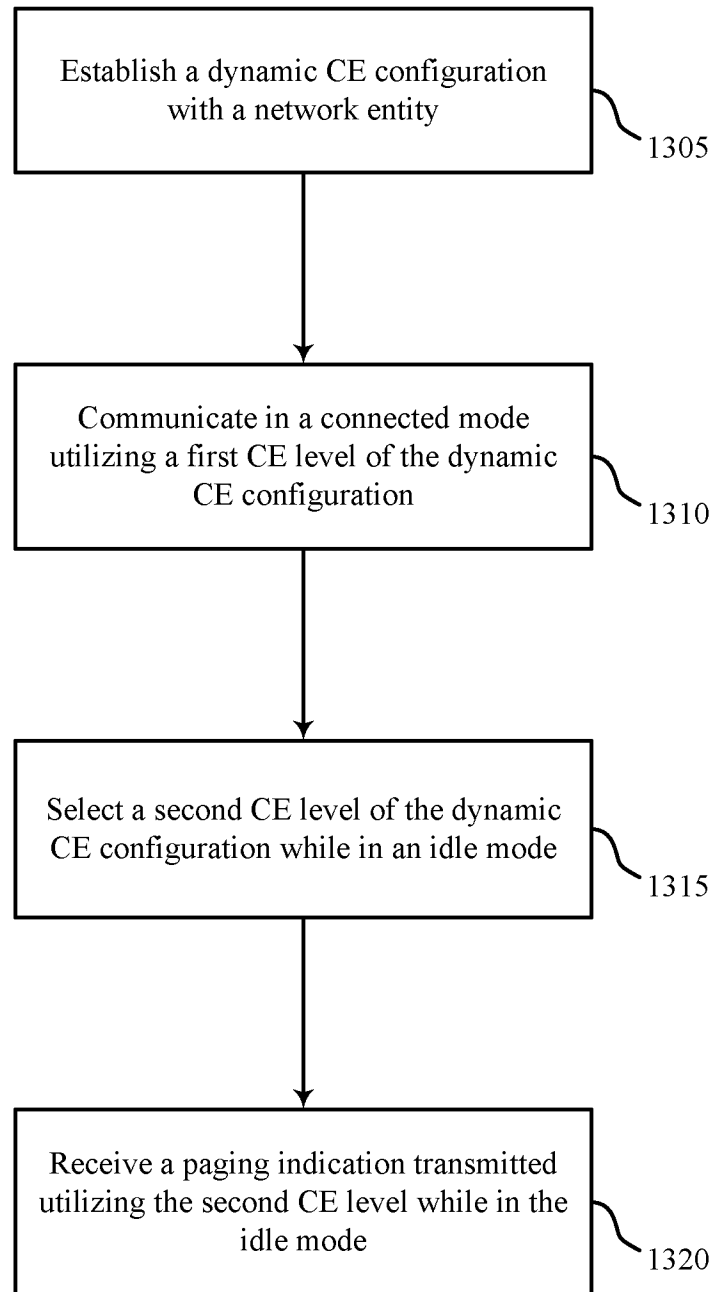 Establish a dynamic CE configuration
with a network entity
1305
Communicate in a connected mode
utilizing a first CE level of the dynamic
CE configuration
1310
Select a second CE level of the dynamic
CE configuration while in an idle mode
1315
Receive a paging indication transmitted
utilizing the second CE level while in the
idle mode
1320